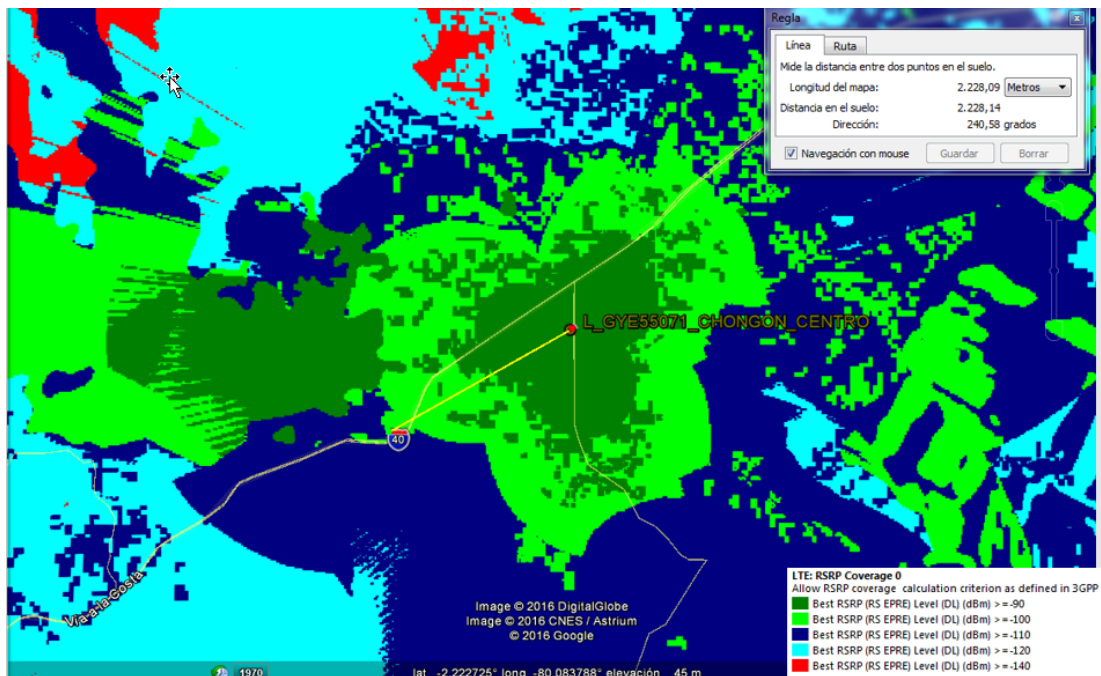 Regla
Línea
Ruta
Mide la distancia entre dos puntos en el suelo.
Longitud del mapa: 2.228,09 Metros
Distancia en el suelo: 2.228,14
Dirección: 240,58 grados
Navegación con mouse Guardar Borrar
L_GYE55071_CHONGON_CENTRO
40
Via-a-la-Costa
Image © 2016 DigitalGlobe
Image © 2016 CNES / Astrium
© 2016 Google
1970
lat -2.222725° long -80.083788° elevación 45 m
LTE: RSRP Coverage 0
Allow RSRP coverage calculation criterion as defined in 3GPP
Best RSRP (RS EPRE) Level (DL) (dBm) >=-90
Best RSRP (RS EPRE) Level (DL) (dBm) >=-100
Best RSRP (RS EPRE) Level (DL) (dBm) >=-110
Best RSRP (RS EPRE) Level (DL) (dBm) >=-120
Best RSRP (RS EPRE) Level (DL) (dBm) >=-140